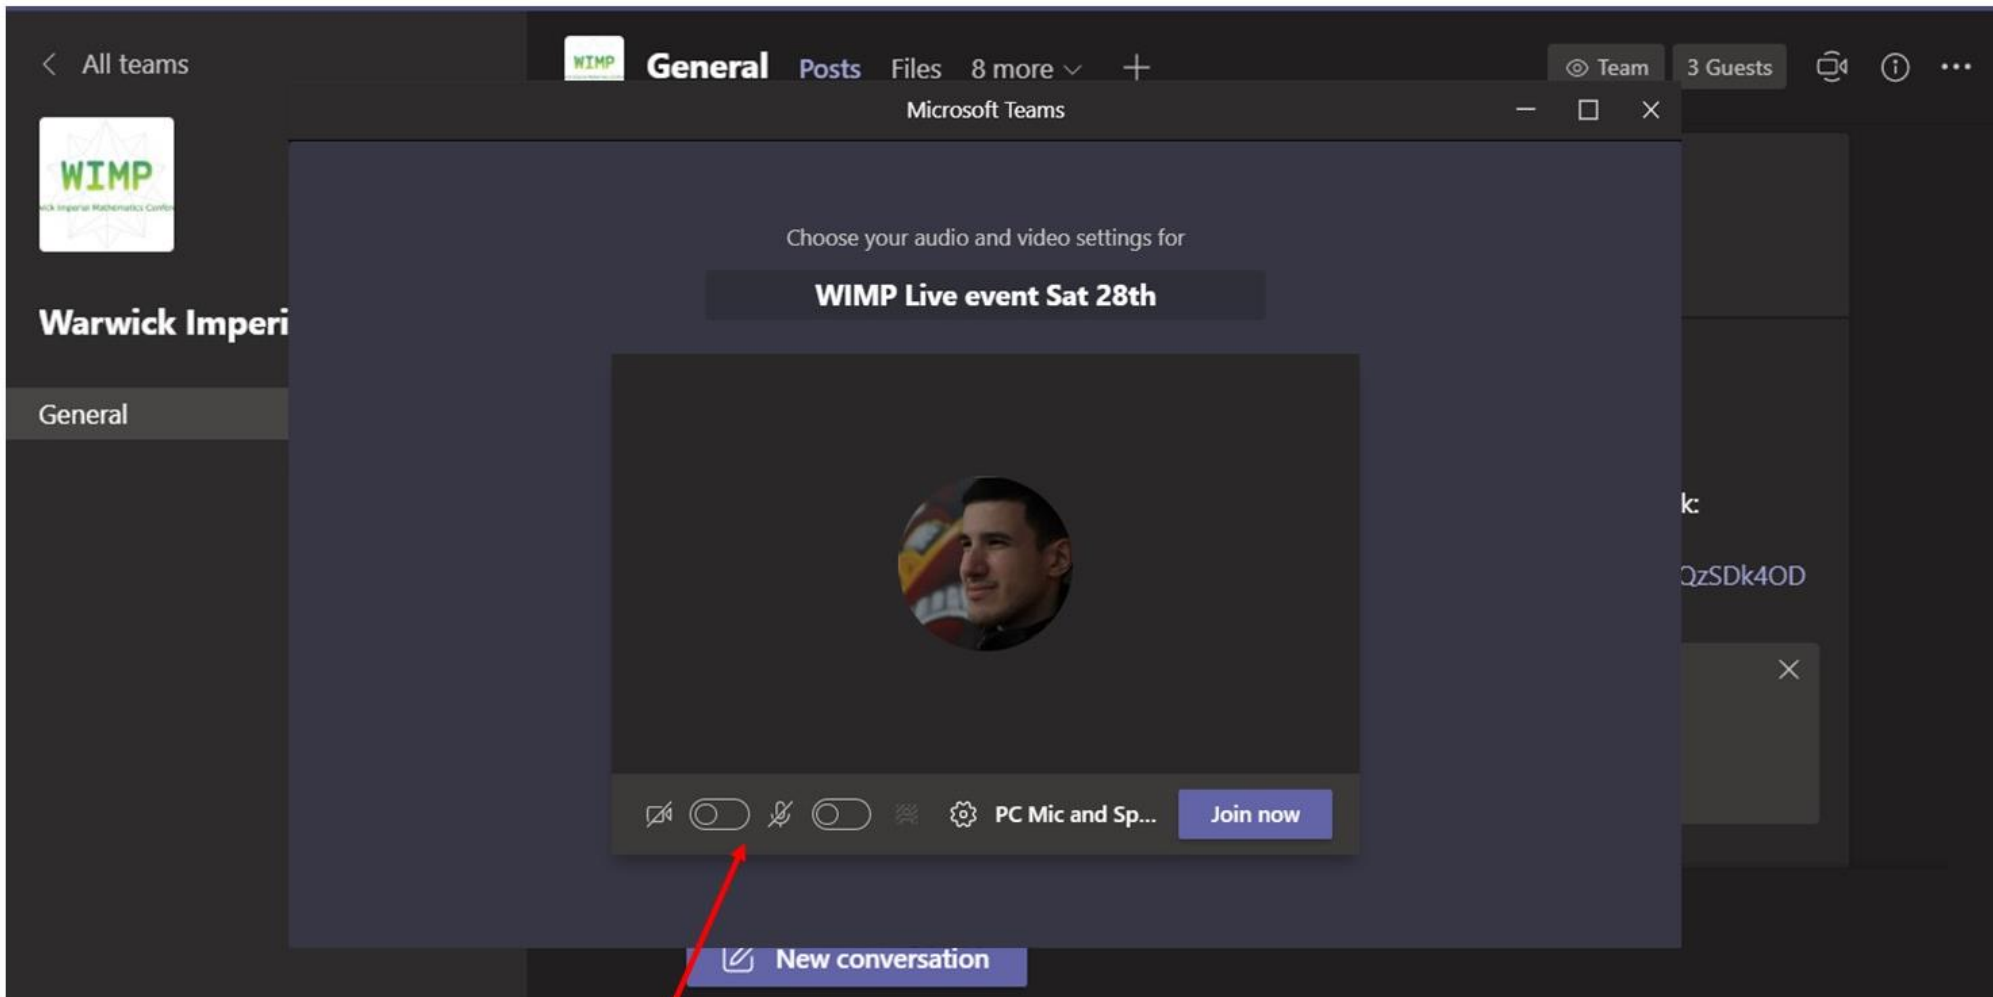 All teams
WIMP
General Posts Files 8 more
Team 3 Guests
Microsoft Teams
WIMP
Imperial Mathematics
Choose your audio and video settings for
WIMP Live event Sat 28th
Warwick Imperi
General
k:
QzSDk4OD
PC Mic and Sp... Join now
New conversation